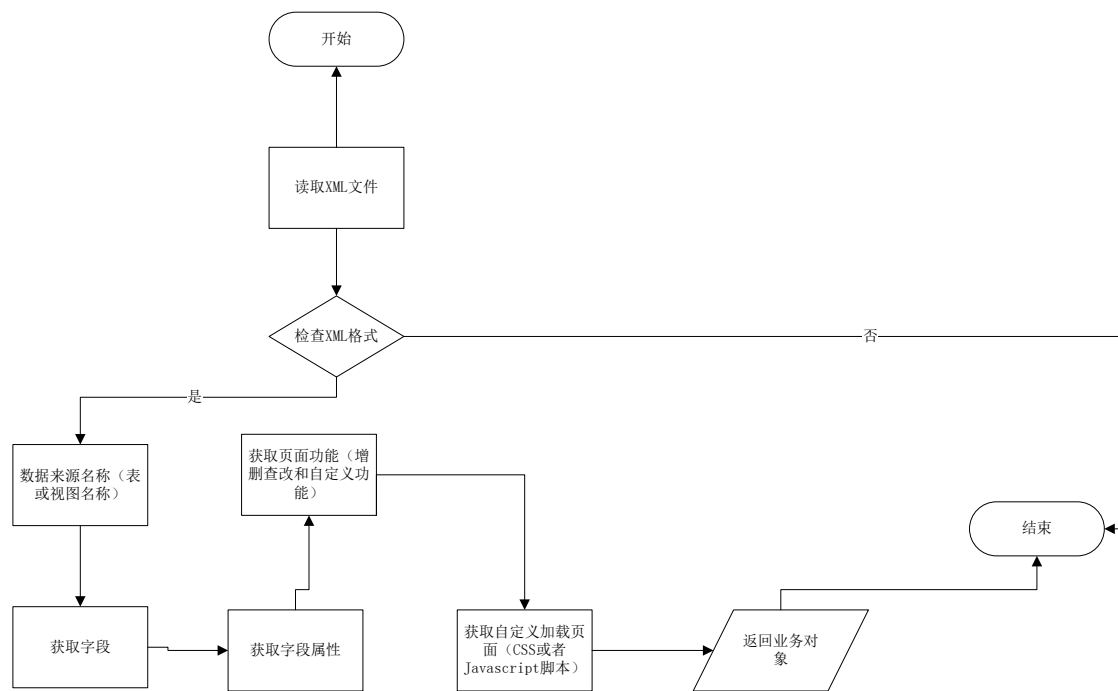 开始
读取XML文件
检查XML格式
否
是
数据来源名称（表
或视图名称）
获取页面功能（增
删查改和自定义功
能）
结束
获取字段
获取字段属性
获取自定义加载页
面（CSS或者
Javascript脚本）
返回业务对
象